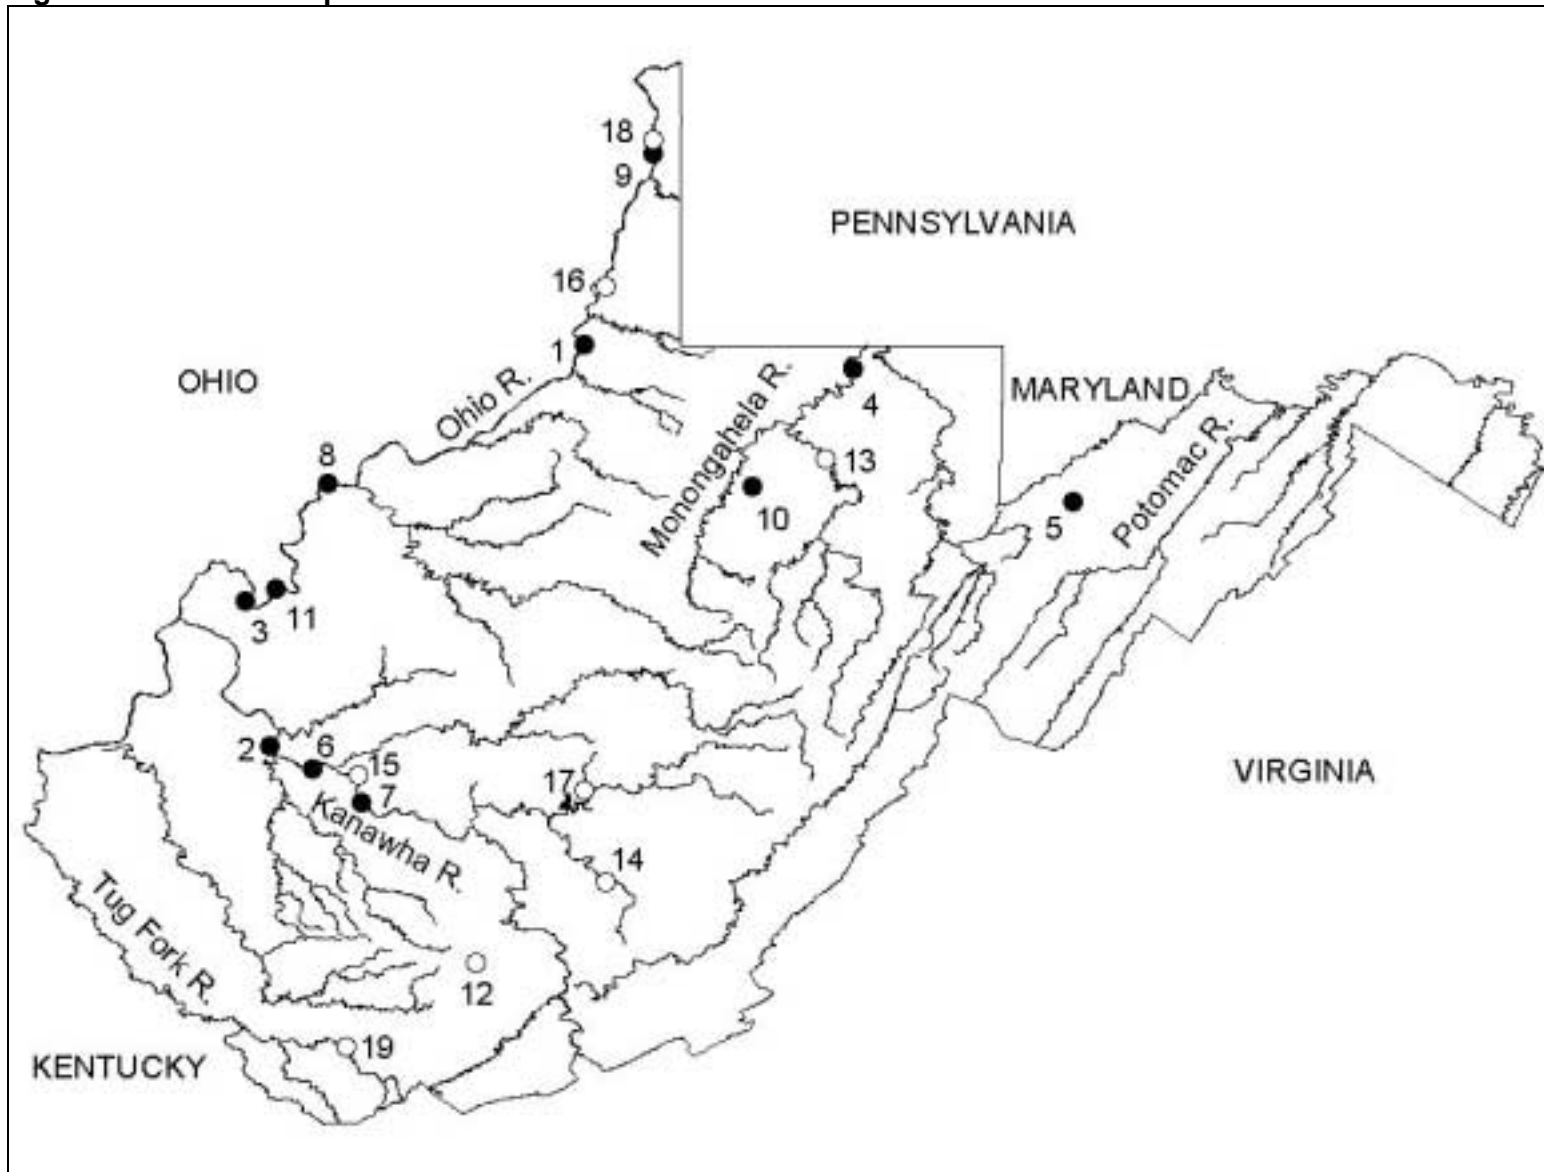 18
9
PENNSYLVANIA
16
1
OHIO
Ohio R.
Monongahela R.
4
MARYLAND
Potomac R.
8
13
10
5
3
11
2
6
15
7
17
Kanawha R.
VIRGINIA
14
Tug Fork R.
12
19
KENTUCKY